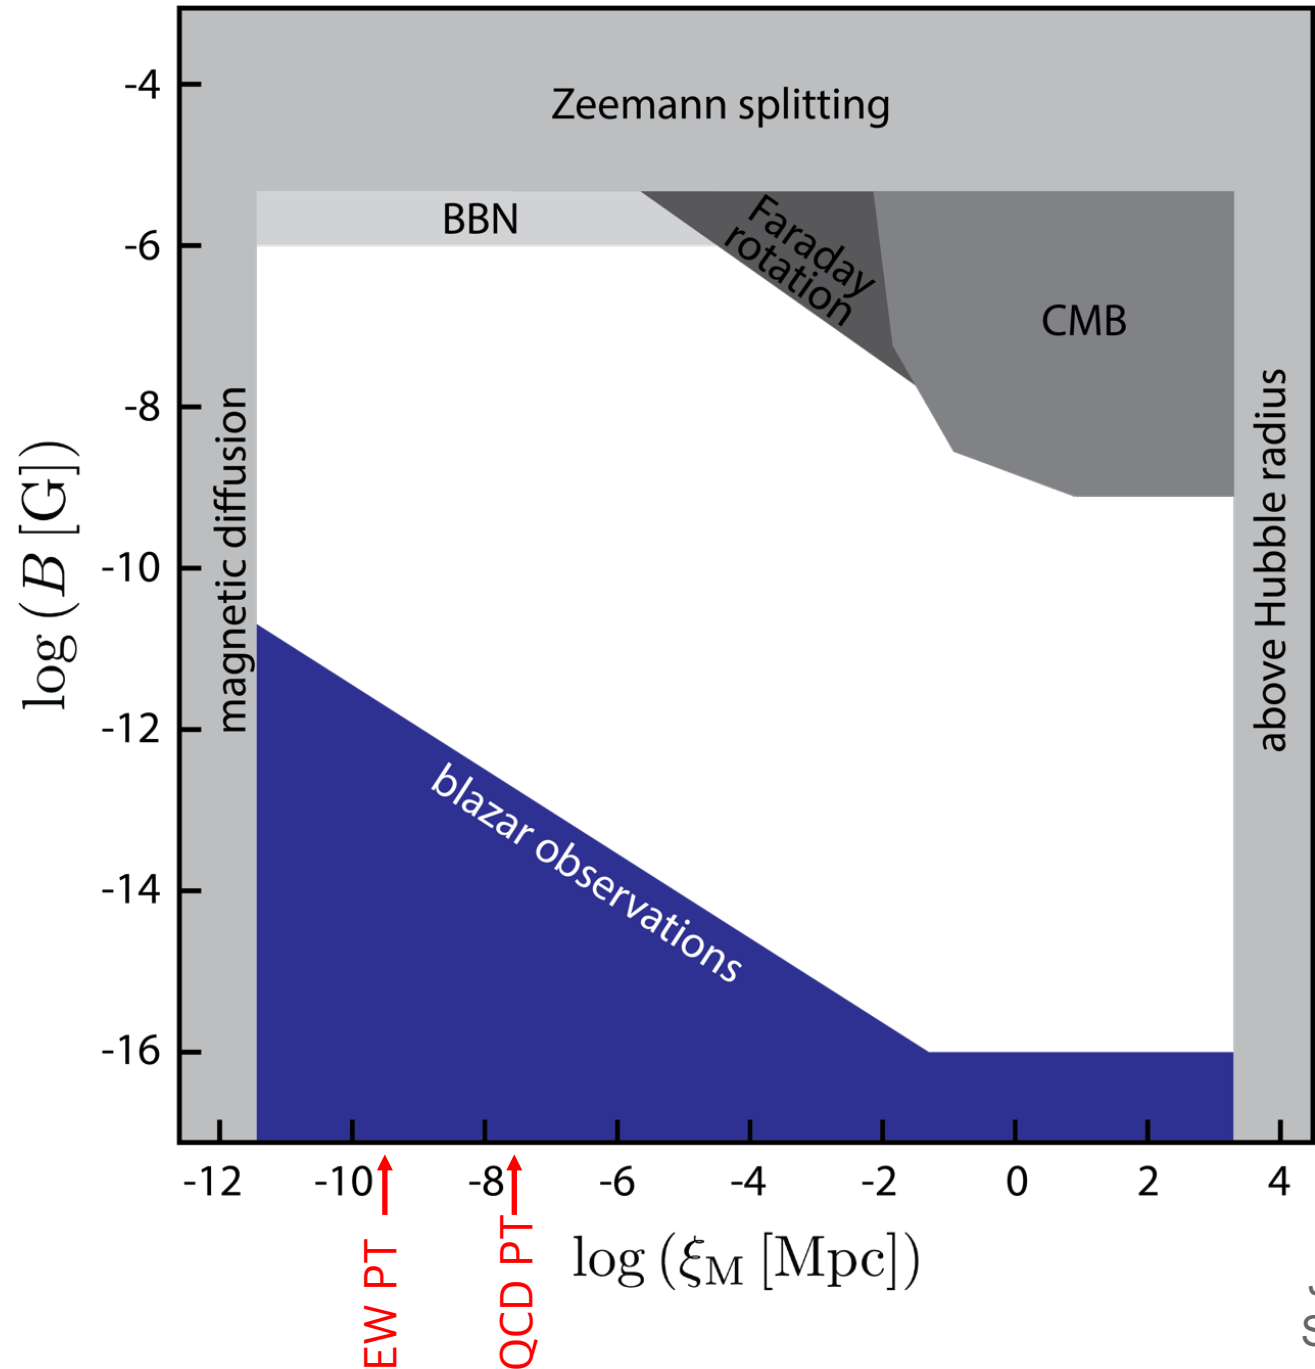 -4
Zeemann splitting
BBN
Faraday
rotation
-6
CMB
-8
magnetic diffusion
above Hubble radius
log (B [G])
-10
-12
blazar observations
-14
-16
-12 -10 -8 -6 -4 -2 0 2 4
EW PT
QCD PT
log (ξM [Mpc])